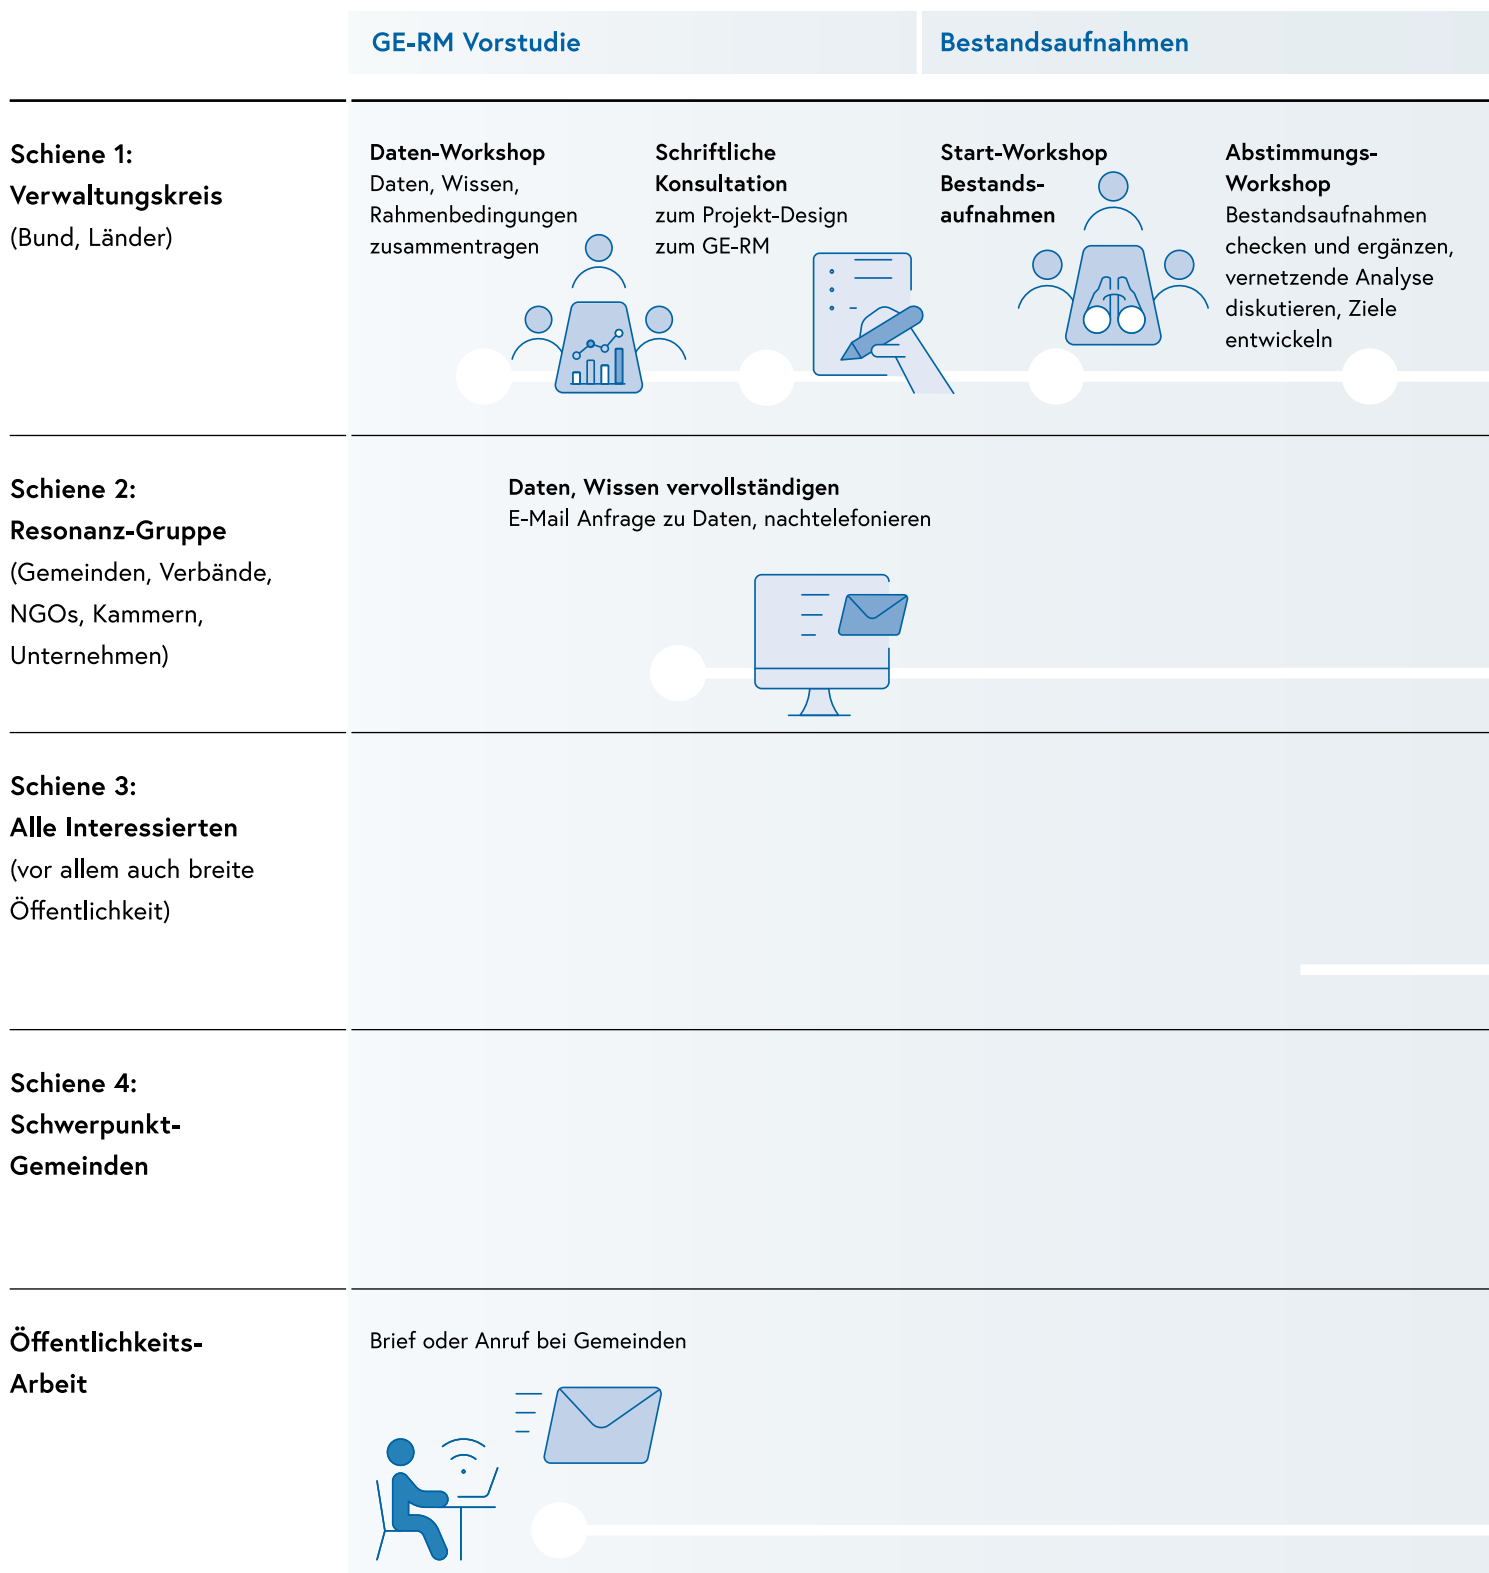 GE-RM Vorstudie
Bestandsaufnahmen
Schiene 1:
Verwaltungskreis
(Bund, Länder)
Daten-Workshop
Daten, Wissen,
Rahmenbedingungen
zusammentragen
Schriftliche
Konsultation
zum Projekt-Design
zum GE-RM
Start-Workshop
Bestands-
aufnahmen
Abstimmungs-
Workshop
Bestandsaufnahmen
checken und ergänzen,
vernetzende Analyse
diskutieren, Ziele
entwickeln
Schiene 2:
Resonanz-Gruppe
(Gemeinden, Verbände,
NGOs, Kammern,
Unternehmen)
Daten, Wissen vervollständigen
E-Mail Anfrage zu Daten, nachtelefonieren
Schiene 3:
Alle Interessierten
(vor allem auch breite
Öffentlichkeit)
Schiene 4:
Schwerpunkt-
Gemeinden
Öffentlichkeits-
Arbeit
Brief oder Anruf bei Gemeinden